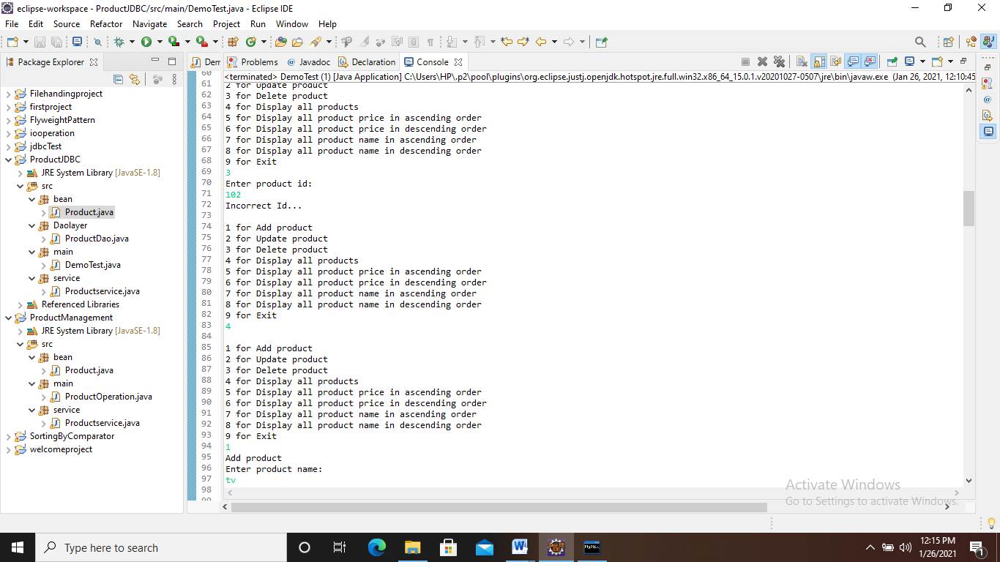 eclipse-workspace - ProductJDBC/src/main/DemoTest.java - Eclipse IDE
File Edit Source Refactor Navigate Search Project Run Window Help
Package Explorer
Dem
Problems @ Javadoc Declaration Console
<terminated> DemoTest (1) [Java Application] C:\Users\HP\.p2\pool\plugins\org.eclipse.justj.openjdk.hotspot.jre.full.win32.x86_64_15.0.1.v20201027-0507\jre\bin\javaw.exe (Jan 26, 2021, 12:10:45
Filehandingproject
firstproject
FlyweightPattern
iooperation
jdbcTest
ProductJDBC
JRE System Library [JavaSE-1.8]
src
bean
Product.java
Daolayer
ProductDao.java
main
DemoTest.java
service
Productservice.java
Referenced Libraries
ProductManagement
JRE System Library [JavaSE-1.8]
src
bean
Product.java
main
ProductOperation.java
service
Productservice.java
SortingByComparator
welcomeproject
60
61
62
63
64
65
66
67
68
69
70
71
72
73
74
75
76
77
78
79
80
81
82
83
84
85
86
87
88
89
90
91
92
93
94
95
96
97
98
99
2 for Update product
3 for Delete product
4 for Display all products
5 for Display all product price in ascending order
6 for Display all product price in descending order
7 for Display all product name in ascending order
8 for Display all product name in descending order
9 for Exit
3
Enter product id:
102
Incorrect Id...
1 for Add product
2 for Update product
3 for Delete product
4 for Display all products
5 for Display all product price in ascending order
6 for Display all product price in descending order
7 for Display all product name in ascending order
8 for Display all product name in descending order
9 for Exit
4
1 for Add product
2 for Update product
3 for Delete product
4 for Display all products
5 for Display all product price in ascending order
6 for Display all product price in descending order
7 for Display all product name in ascending order
8 for Display all product name in descending order
9 for Exit
1
Add product
Enter product name:
tv
Activate Windows
Go to Settings to activate Windows.
Type here to search
12:15 PM
1/26/2021
1